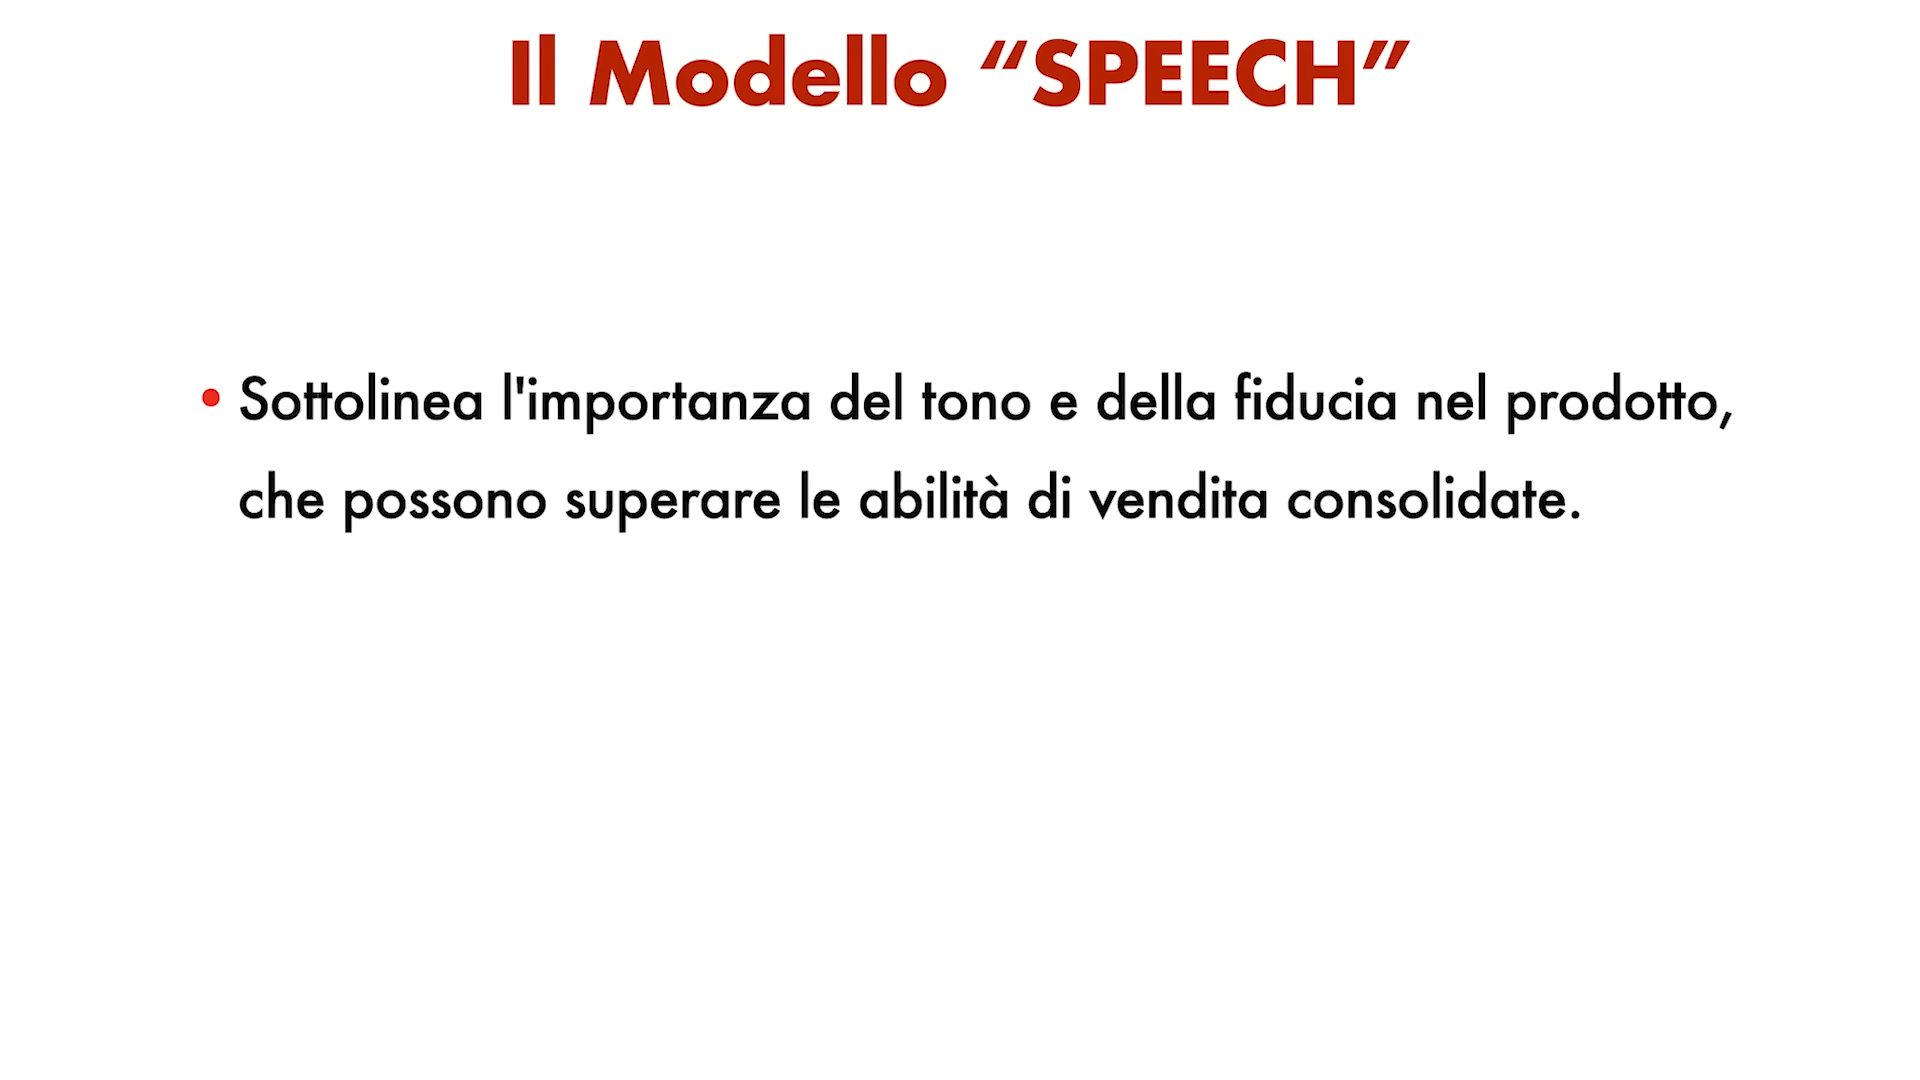 Il Modello “SPEECH”
• Sottolinea l'importanza del tono e della fiducia nel prodotto,
che possono superare le abilità di vendita consolidate.